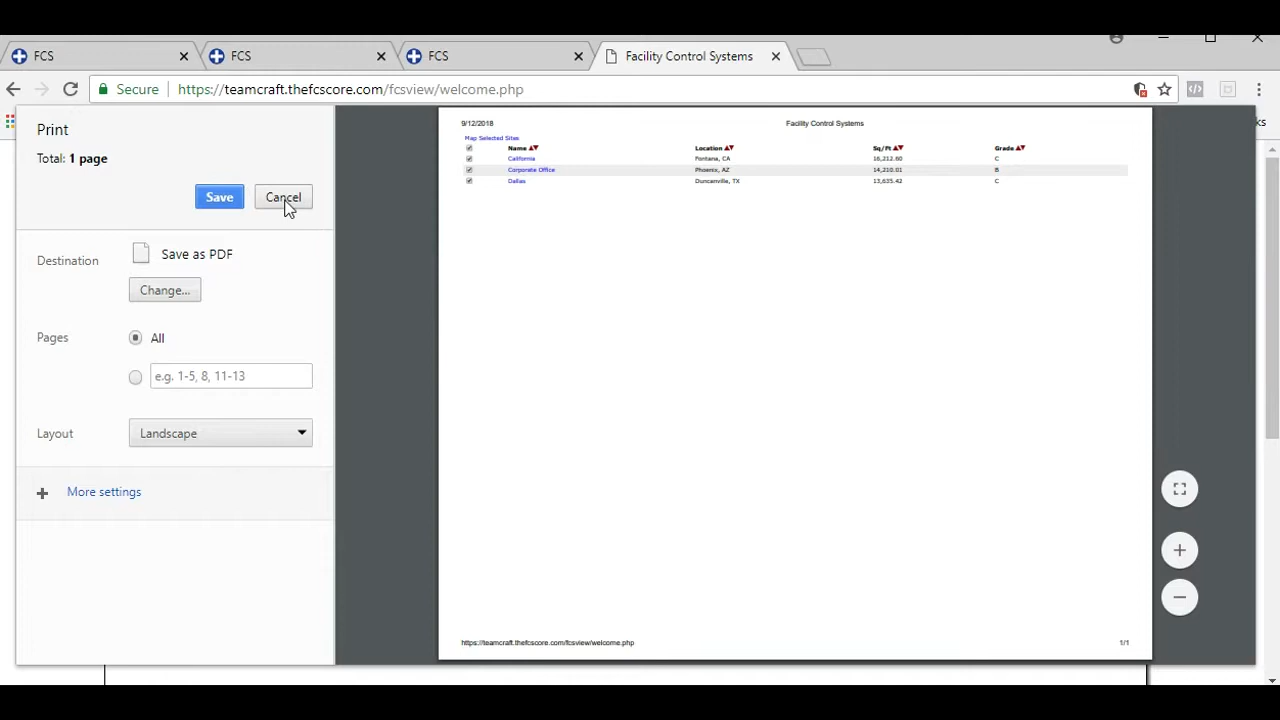 FCS
FCS
FCS
Facility Control Systems
Secure
https://teamcraft.thefcscore.com/fcsview/welcome.php
ks
Print
Total: 1 page
Save
Cancel
Destination
Save as PDF
Change...
Pages
All
e.g. 1-5, 8, 11-13
Layout
Landscape
More settings
9/12/2018 Facility Control Systems
Map Selected Sites
Name Location Sq/Ft Grade
California Fontana, CA 16,212.60 C
Corporate Office Phoenix, AZ 14,210.01 B
Dallas Duncanville, TX 13,635.42 C
https://teamcraft.thefcscore.com/fcsview/welcome.php 1/1